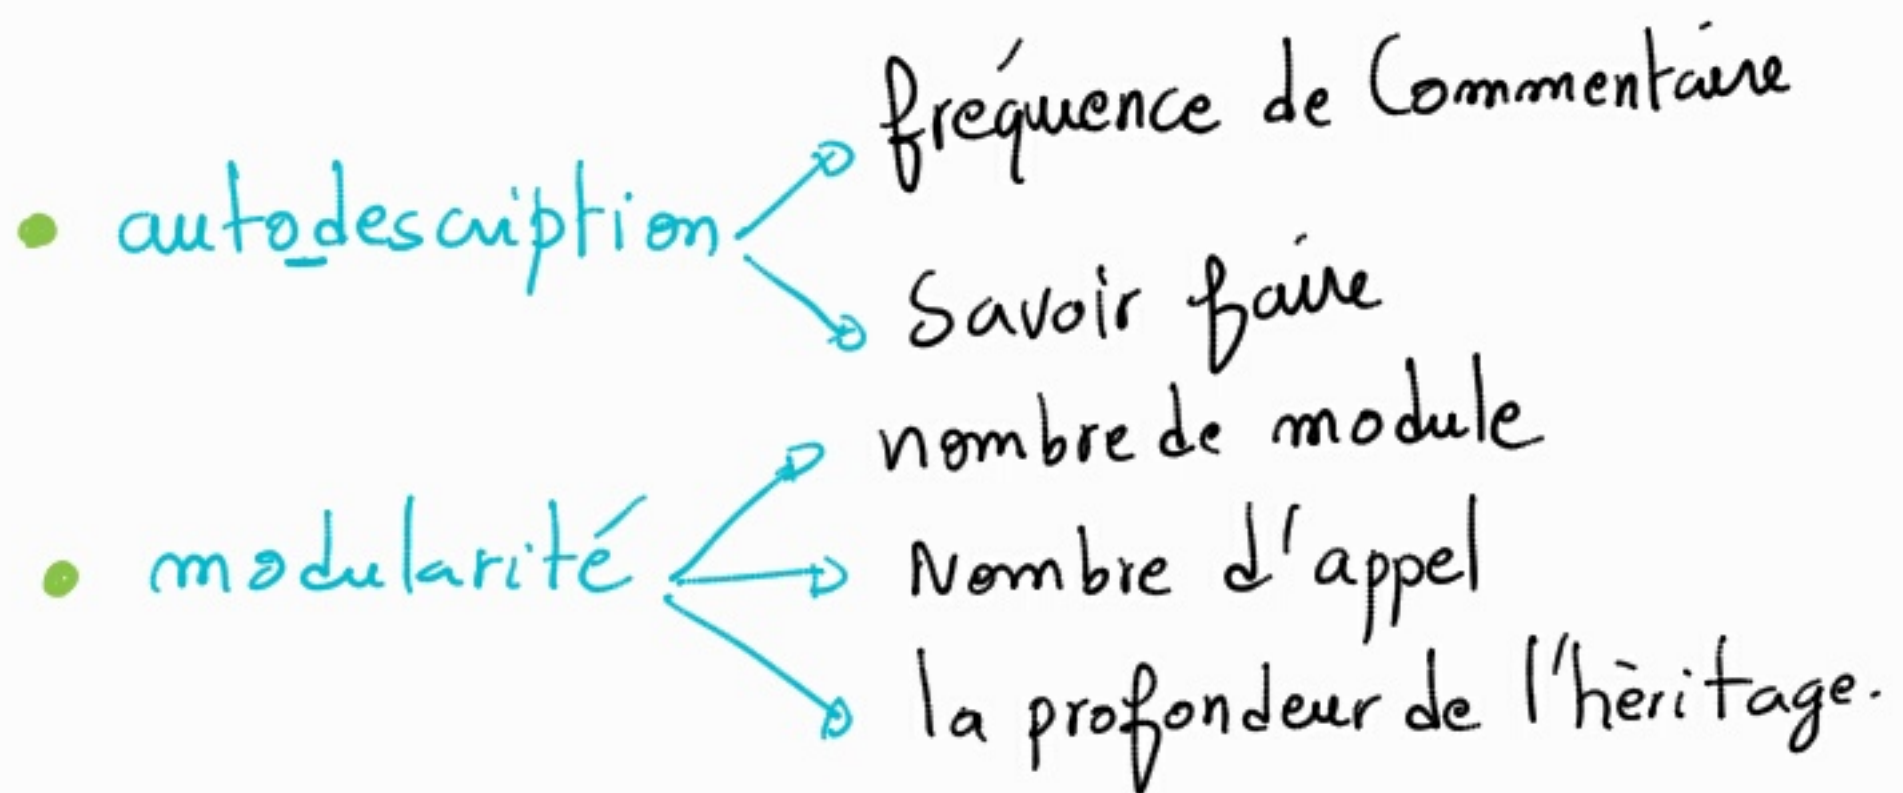 fréquence de Commentaire
• autodescription
Savoir faire
nombre de module
• modularité
Nombre d'appel
la profondeur de l'hèritage.